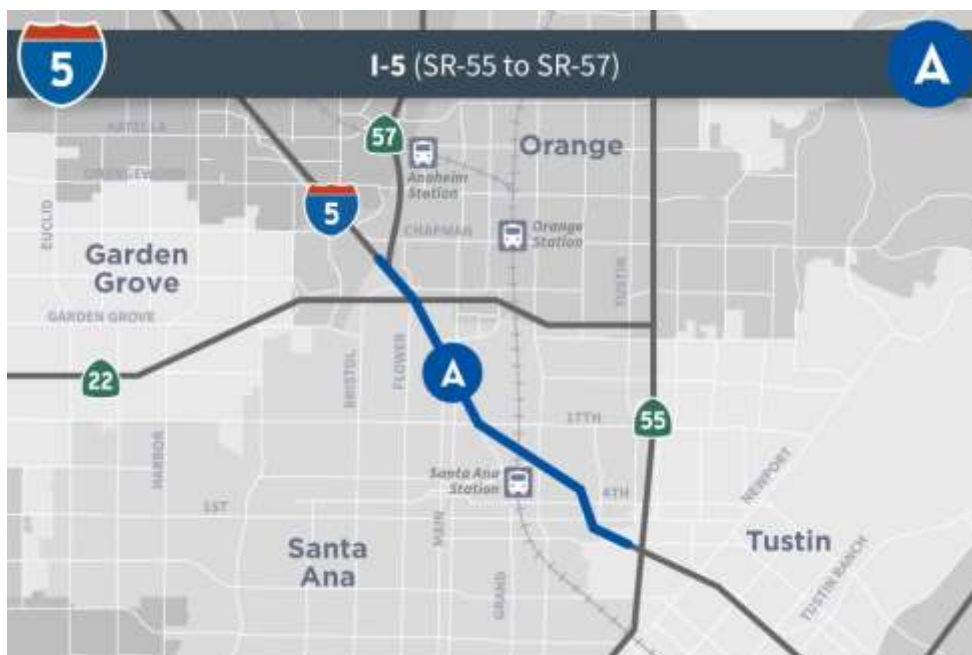 5
I-5 (SR-55 to SR-57)
A
KATELLA
57
Orange
ORANGEWOOD
Anaheim
Station
5
EUCLID
CHAPMAN
Orange
Station
Garden
Grove
TUSTIN
GARDEN GROVE
FLOWER
BRISTOL
A
22
17TH
55
HARBOR
Santa Ana
Station
NEWPORT
4TH
1ST
MAIN
Santa
Ana
Tustin
GRAND
TUSTIN RANCH